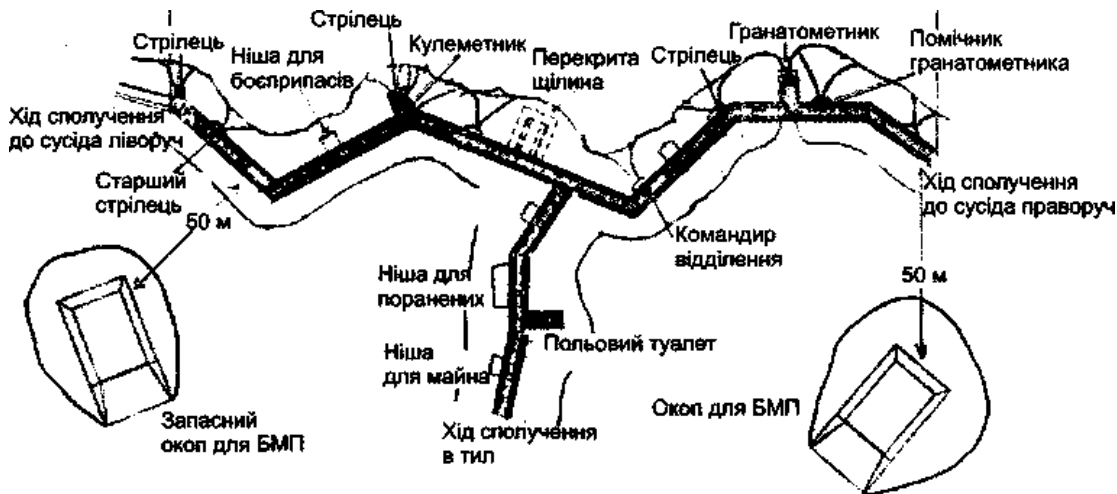 Стрілець
Стрілець
Ніша для
боєприпасів
Кулеметник
Перекрита
щілина
Стрілець
Гранатометник
Помічник
гранатометника
Хід сполучення
до сусіда ліворуч
Старший
стрілець
50 м
Хід сполучення
до сусіда праворуч
Командир
відділення
50 м
Ніша для
поранених
Польовий туалет
Ніша
для майна
Запасний
окоп для БМП
Хід сполучення
в тил
Окоп для БМП